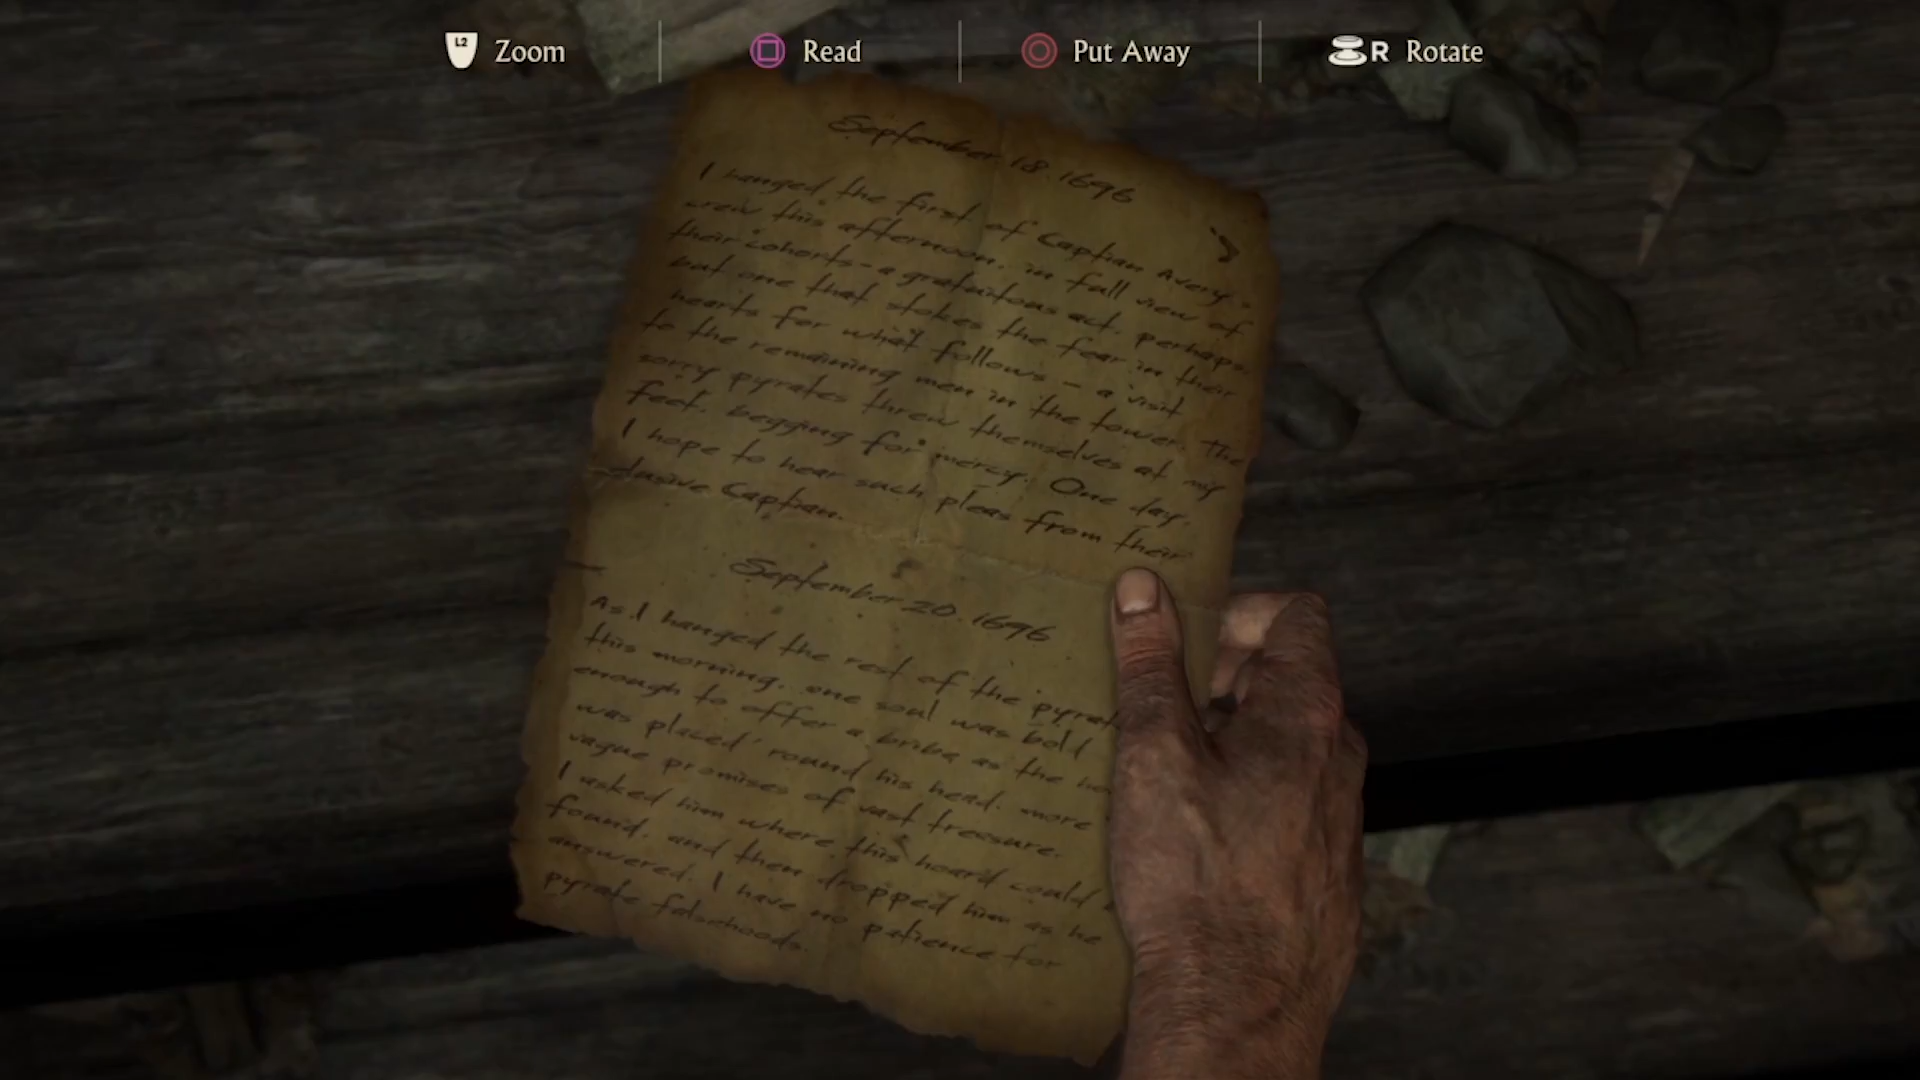 L2 Zoom
Read
Put Away
R Rotate
September 18, 1696
I hanged the first of Captian Avery's
crew this afternoon, in full view of
their cohorts - a gratuitous act, perhaps,
but one that stokes the fear in their
hearts for what follows - a visit
to the remaining men in the tower. The
sorry pyrates threw themselves at my
feet, begging for mercy. One day,
I hope to hear such pleas from their
elusive Captian.
September 20, 1696
As I hanged the rest of the
this morning, one soul was bold
enough to offer a bribe as the
was placed 'round his head. more
vague promises of vast treasure.
I asked him where this hoard could
found, and then dropped him as he
answered. I have no patience for
pyrate falsehoods.